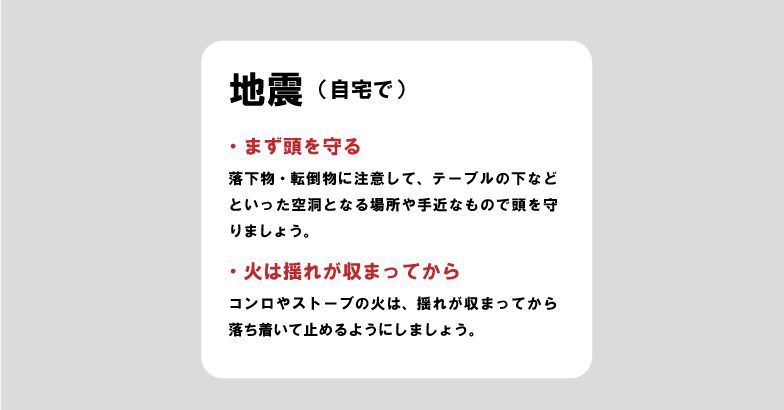 地震（自宅で）
・まず頭を守る
落下物・転倒物に注意して、テーブルの下など
といった空洞となる場所や手近なもので頭を守
りましょう。
・火は揺れが収まってから
コンロやストーブの火は、揺れが収まってから
落ち着いて止めるようにしましょう。